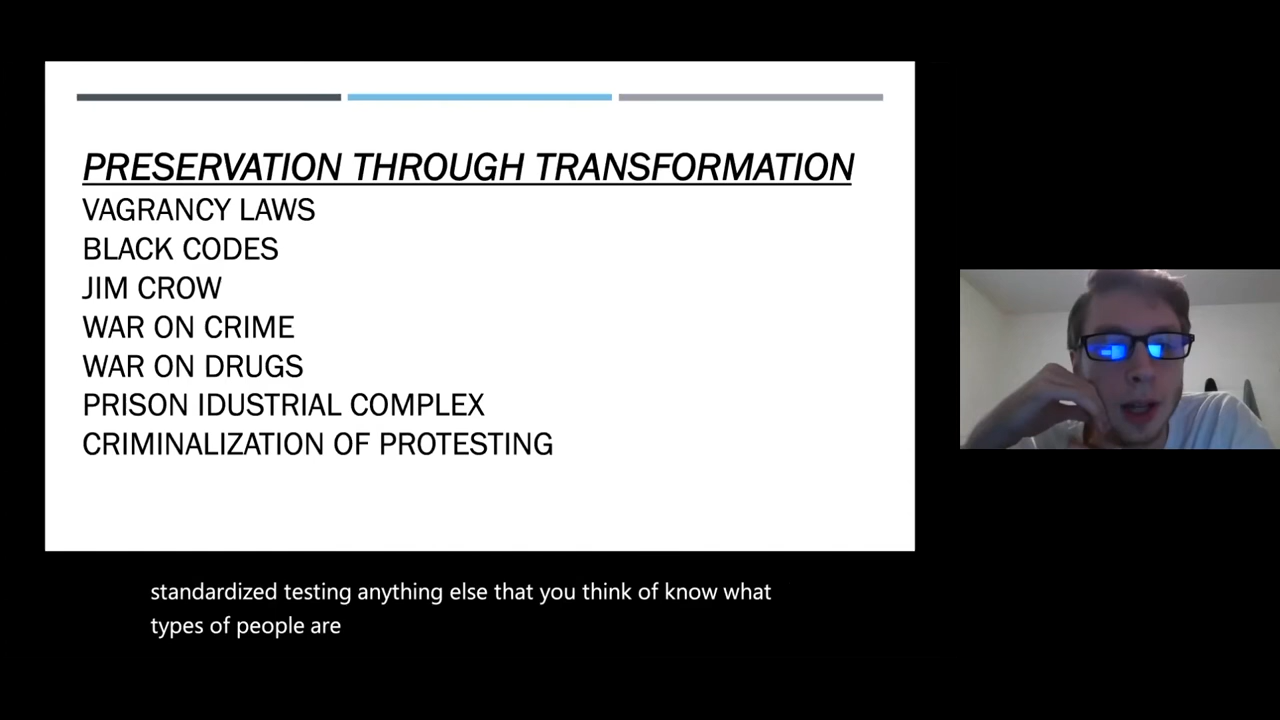 PRESERVATION THROUGH TRANSFORMATION
VAGRANCY LAWS
BLACK CODES
JIM CROW
WAR ON CRIME
WAR ON DRUGS
PRISON IDUSTRIAL COMPLEX
CRIMINALIZATION OF PROTESTING
standardized testing anything else that you think of know what
types of people are